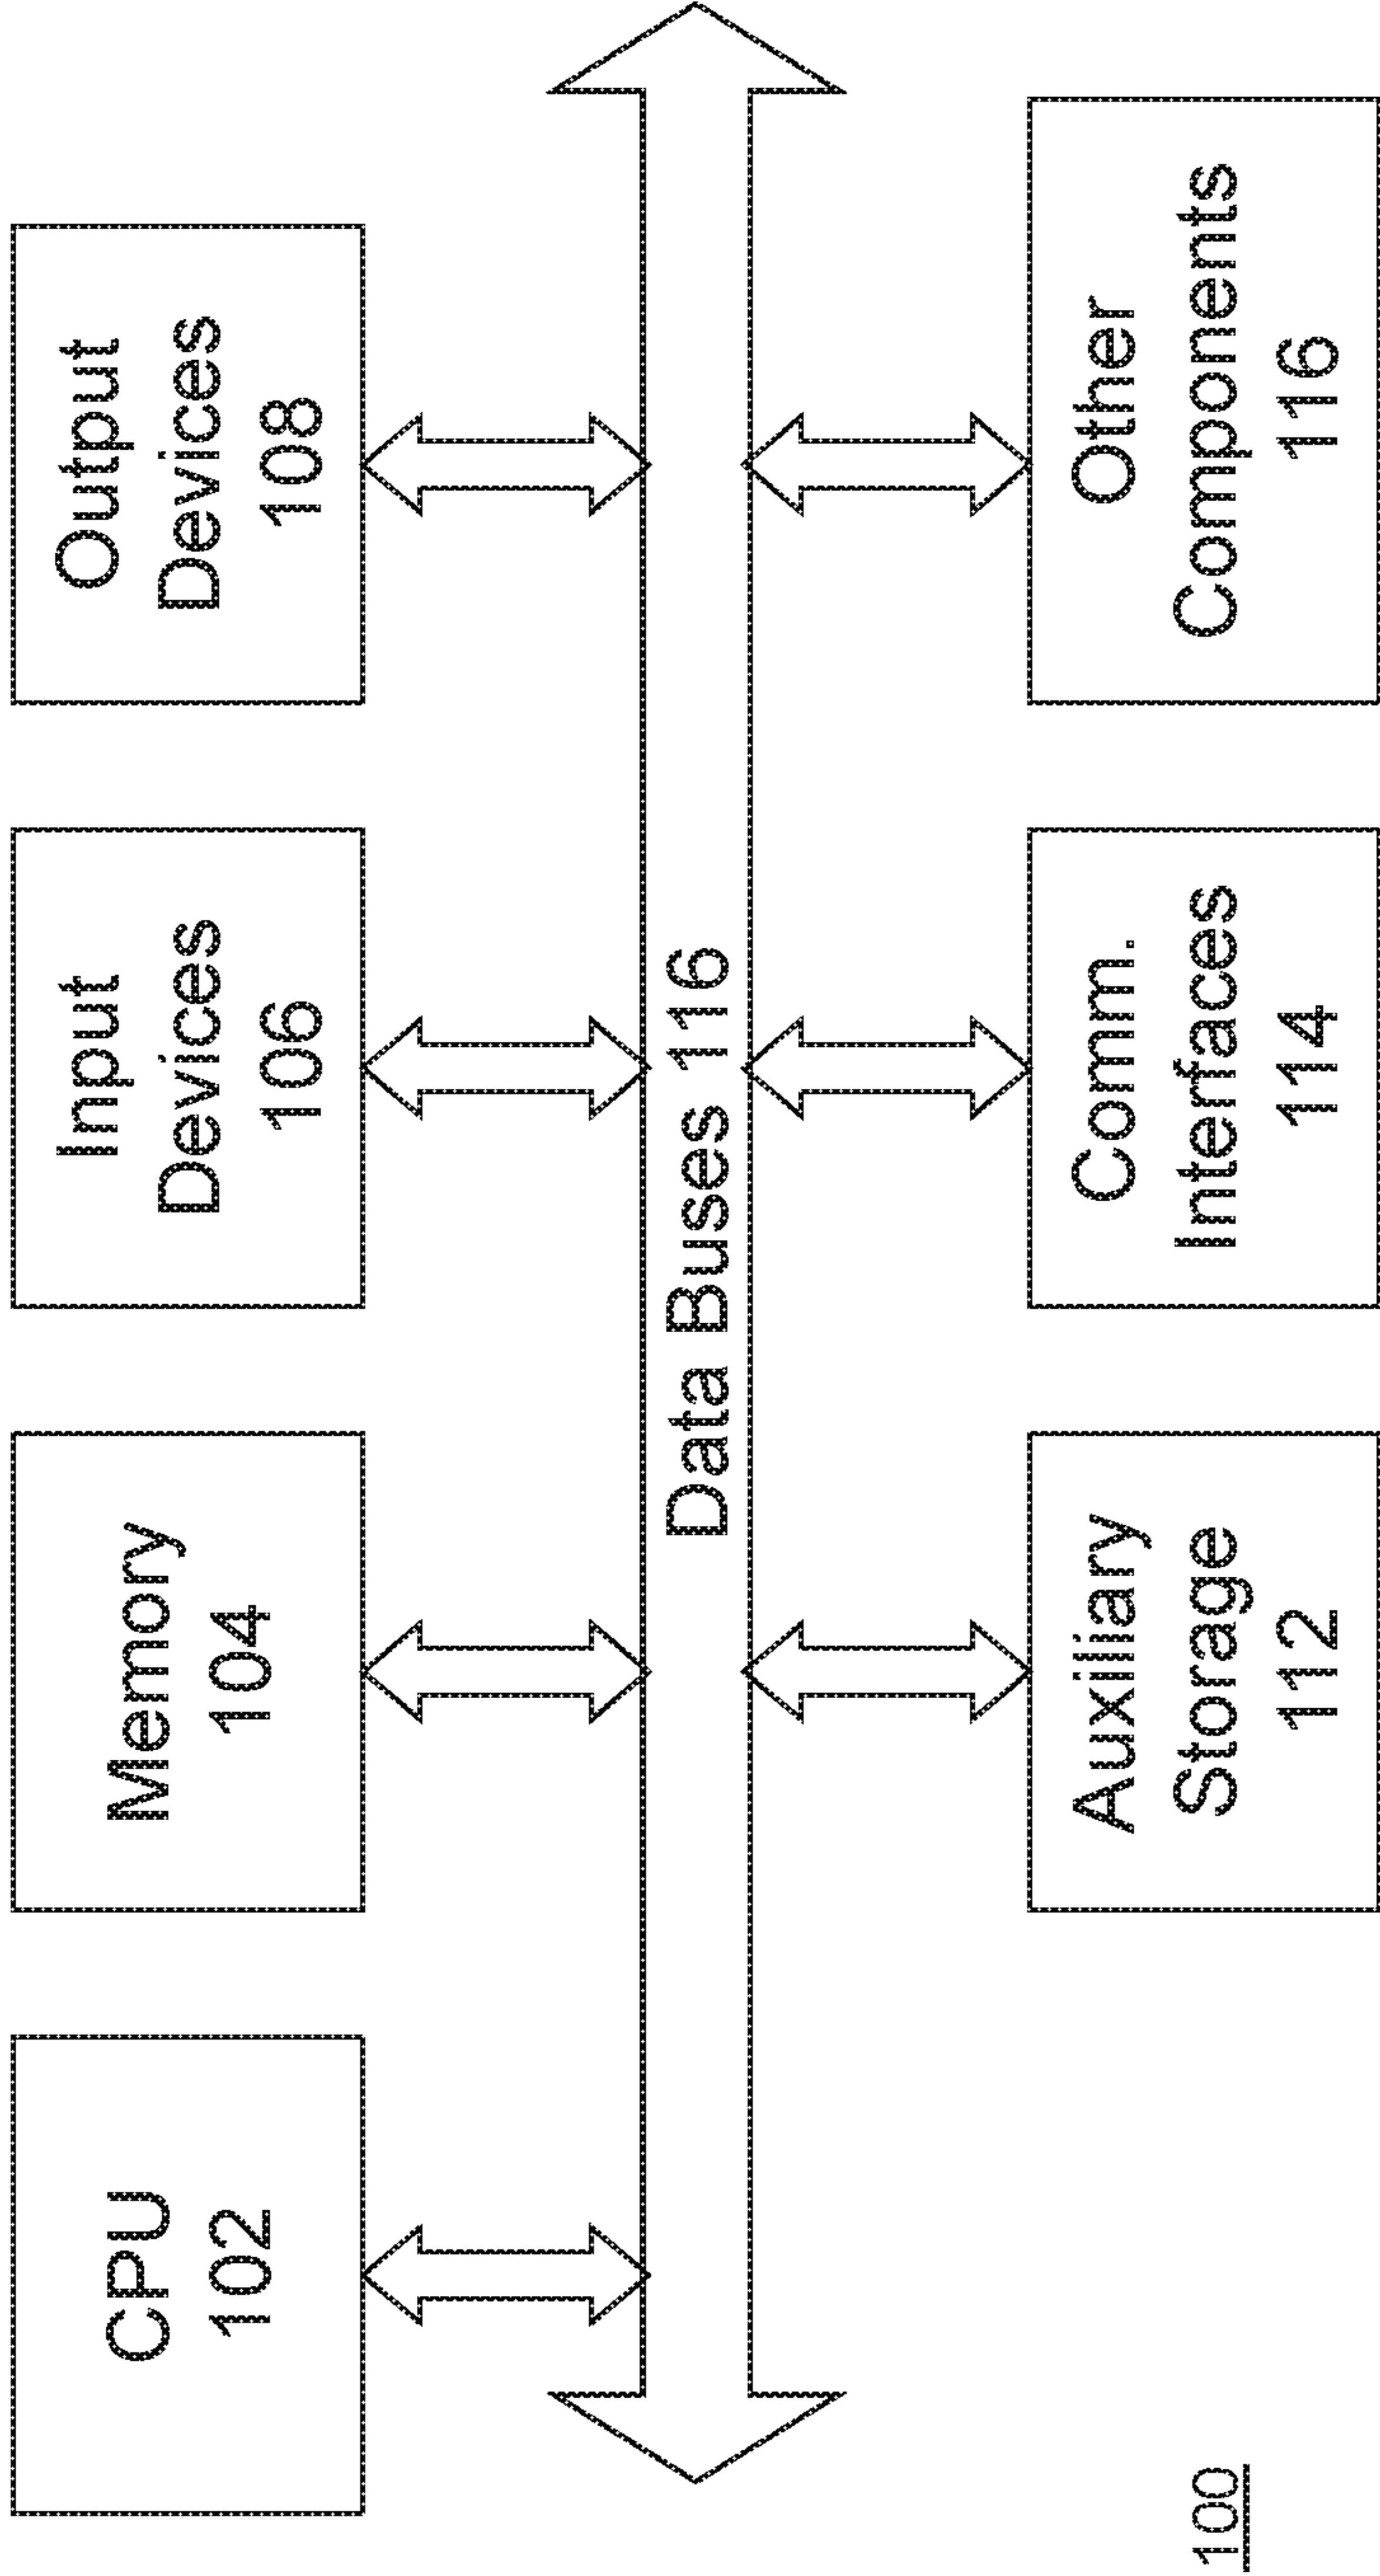 CPU
102
Memory
104
Input
Devices
106
Output
Devices
108
Data Buses 116
Auxiliary
Storage
112
Comm.
Interfaces
114
Other
Components
116
100